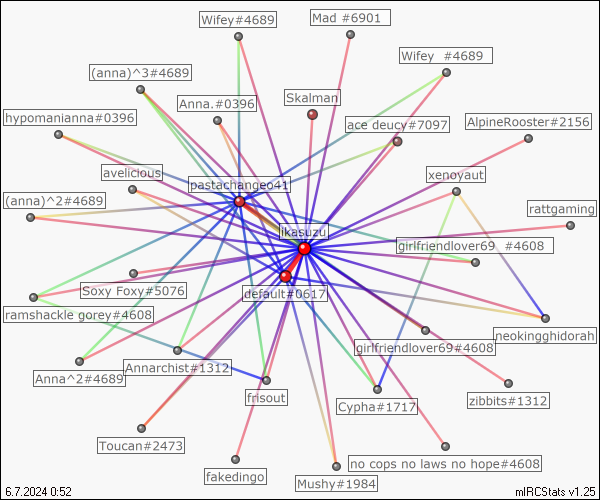 Wifey#4689
Mad #6901
Wifey  #4689
(anna)^3#4689
Anna.#0396
Skalman
hypomanianna#0396
ace deucy#7097
AlpineRooster#2156
avelicious
xenoyaut
pastachangeo41
(anna)^2#4689
rattgaming
likasuzu
girlfriendlover69  #4608
Soxy Foxy#5076
default#0617
ramshackle gorey#4608
neokingghidorah
girlfriendlover69#4608
Annarchist#1312
Anna^2#4689
frisout
zibbits#1312
Cypha#1717
Toucan#2473
no cops no laws no hope#4608
fakedingo
Mushy#1984
6.7.2024 0:52
mIRCStats v1.25